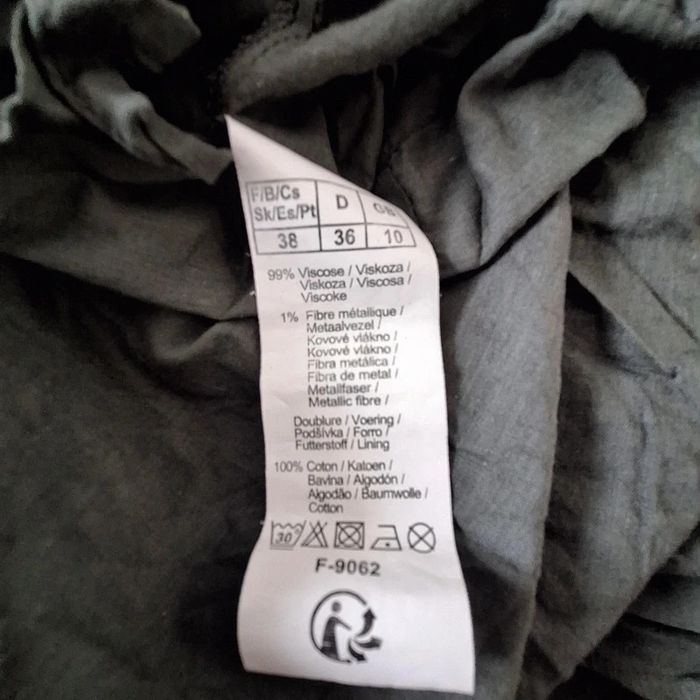 F/B/Cs
Sk/Es/Pt D GB
38 36 10
99% Viscose / Viskoza /
Viskoza / Viscosa /
Viscoke
1% Fibre métallique /
Metaalvezel /
Kovové vlákno /
Kovové vlákno /
Fibra metálica /
Fibra de metal /
Metallfaser /
Metallic fibre /
Doublure / Voering /
Podšívka / Forro /
Futterstoff / Lining
100% Coton / Katoen /
Bavlna / Algodón /
Algodão / Baumwolle /
Cotton
30°
F-9062